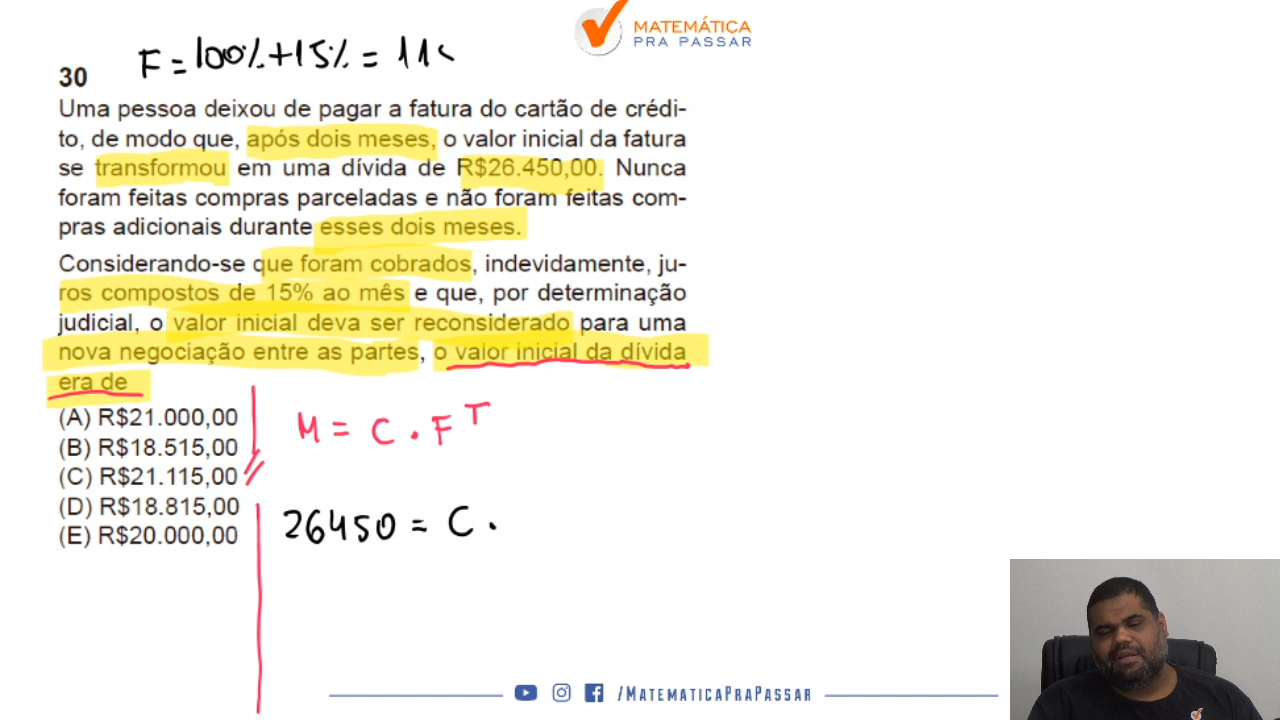 MATEMÁTICA
PRA PASSAR
F = 100% + 15% = 11
30
Uma pessoa deixou de pagar a fatura do cartão de crédi-
to, de modo que, após dois meses, o valor inicial da fatura
se transformou em uma dívida de R$26.450,00. Nunca
foram feitas compras parceladas e não foram feitas com-
pras adicionais durante esses dois meses.
Considerando-se que foram cobrados, indevidamente, ju-
ros compostos de 15% ao mês e que, por determinação
judicial, o valor inicial deva ser reconsiderado para uma
nova negociação entre as partes, o valor inicial da dívida
era de
(A) R$21.000,00
(B) R$18.515,00
(C) R$21.115,00
(D) R$18.815,00
(E) R$20.000,00
M = C . F^T
26450 = C .
/MATEMATICAPRAPASSAR